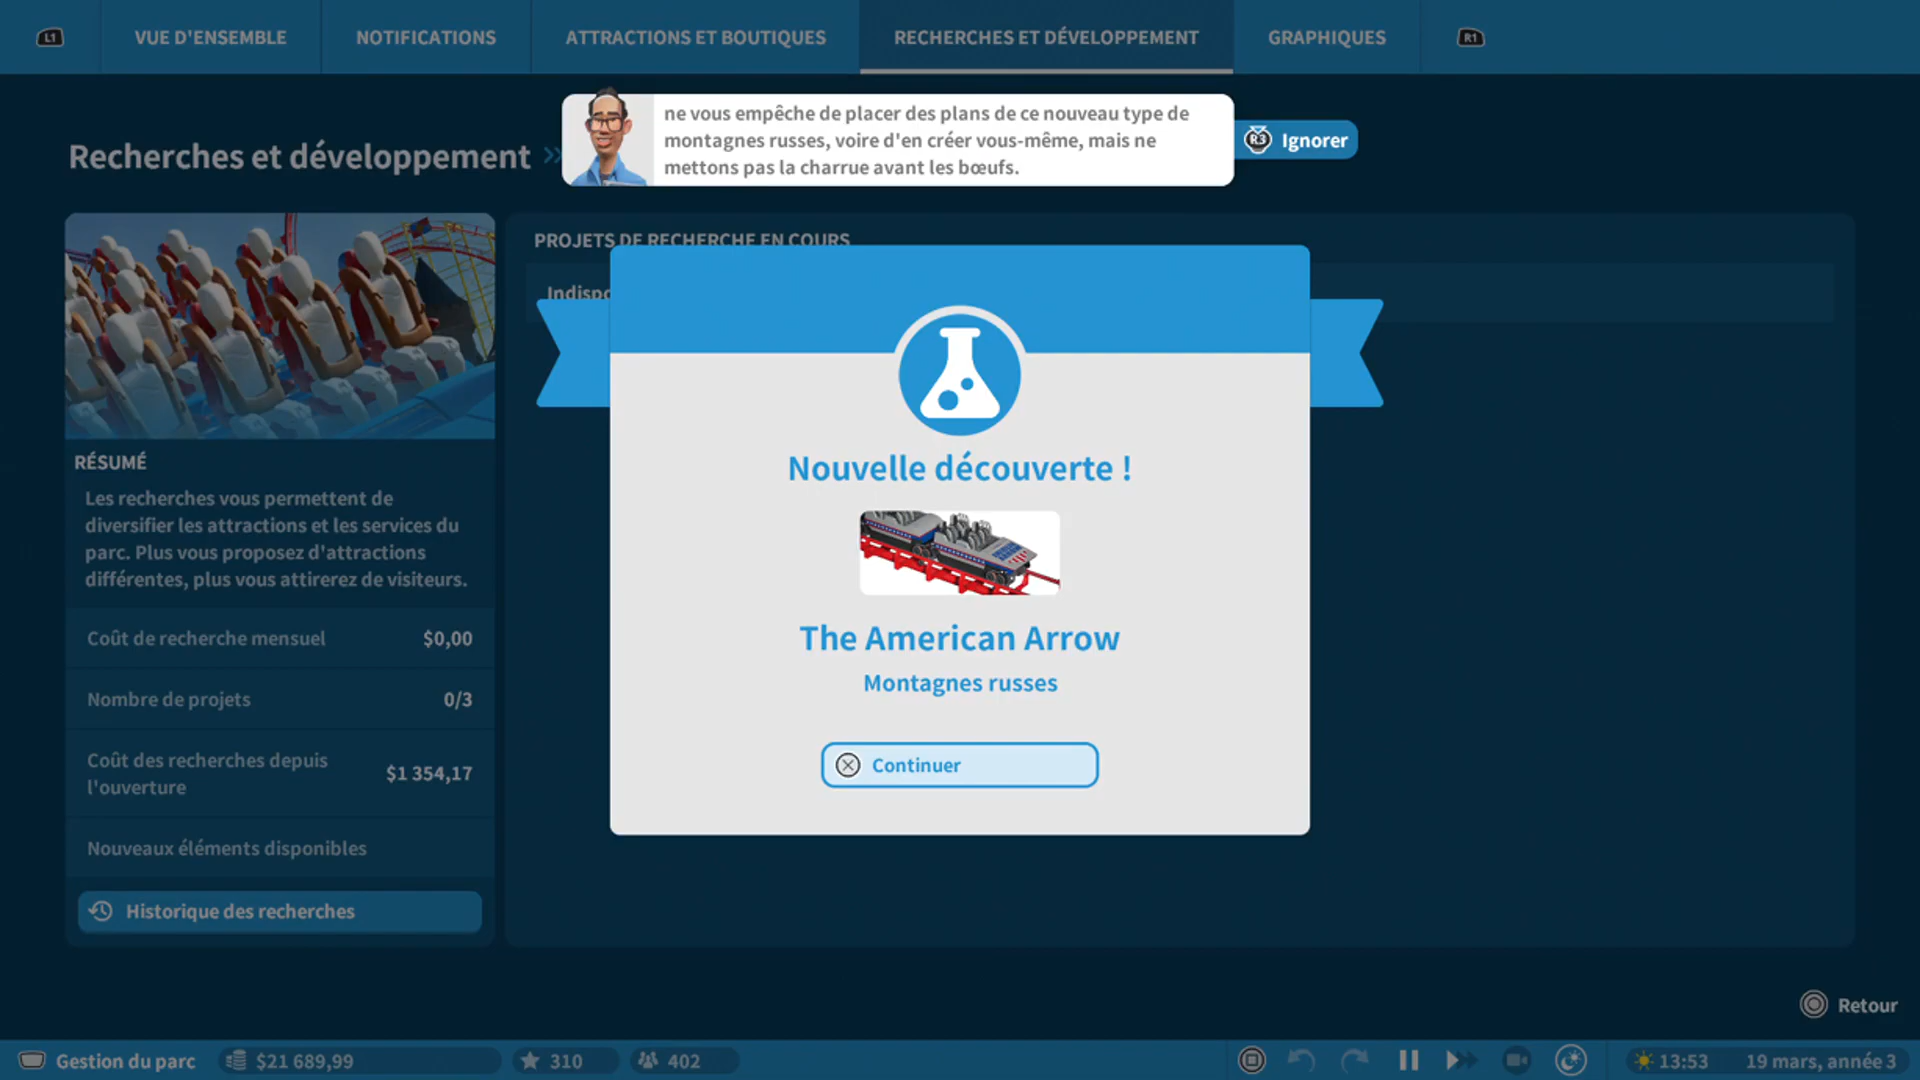 L1
VUE D'ENSEMBLE
NOTIFICATIONS
ATTRACTIONS ET BOUTIQUES
RECHERCHES ET DÉVELOPPEMENT
GRAPHIQUES
R1
ne vous empêche de placer des plans de ce nouveau type de
montagnes russes, voire d'en créer vous-même, mais ne
mettons pas la charrue avant les bœufs.
R3 Ignorer
Recherches et développement
PROJETS DE RECHERCHE EN COURS
RÉSUMÉ
Les recherches vous permettent de
diversifier les attractions et les services du
parc. Plus vous proposez d'attractions
différentes, plus vous attirerez de visiteurs.
Coût de recherche mensuel $0,00
Nombre de projets 0/3
Coût des recherches depuis
l'ouverture $1 354,17
Nouveaux éléments disponibles
Historique des recherches
Nouvelle découverte !
The American Arrow
Montagnes russes
Continuer
Retour
Gestion du parc
$21 689,99
310
402
13:53
19 mars, année 3